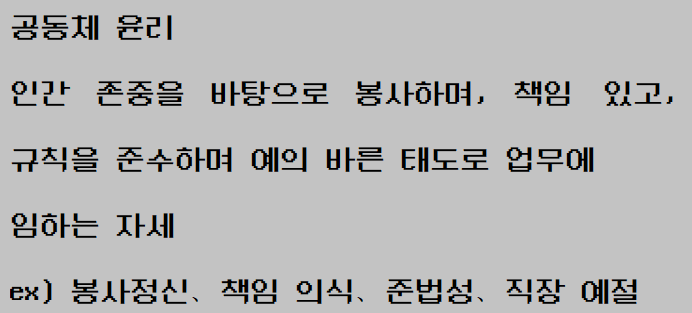 공동체 윤리
인간 존중을 바탕으로 봉사하며, 책임 있고,
규칙을 준수하며 예의 바른 태도로 업무에
임하는 자세
ex) 봉사정신、책임 의식、준법성、직장 예절